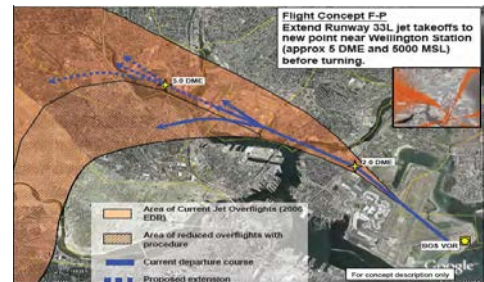 Flight Concept F-P
Extend Runway 33L jet takeoffs to
new point near Wellington Station
(approx 5 DME and 5000 MSL)
before turning.
5.0 DME
2.0 DME
BOS VOR
Area of Current Jet Overflights (2006
EDR)
Area of reduced overflights with
procedure
Current departure course
Proposed extension
For concept description only
Google